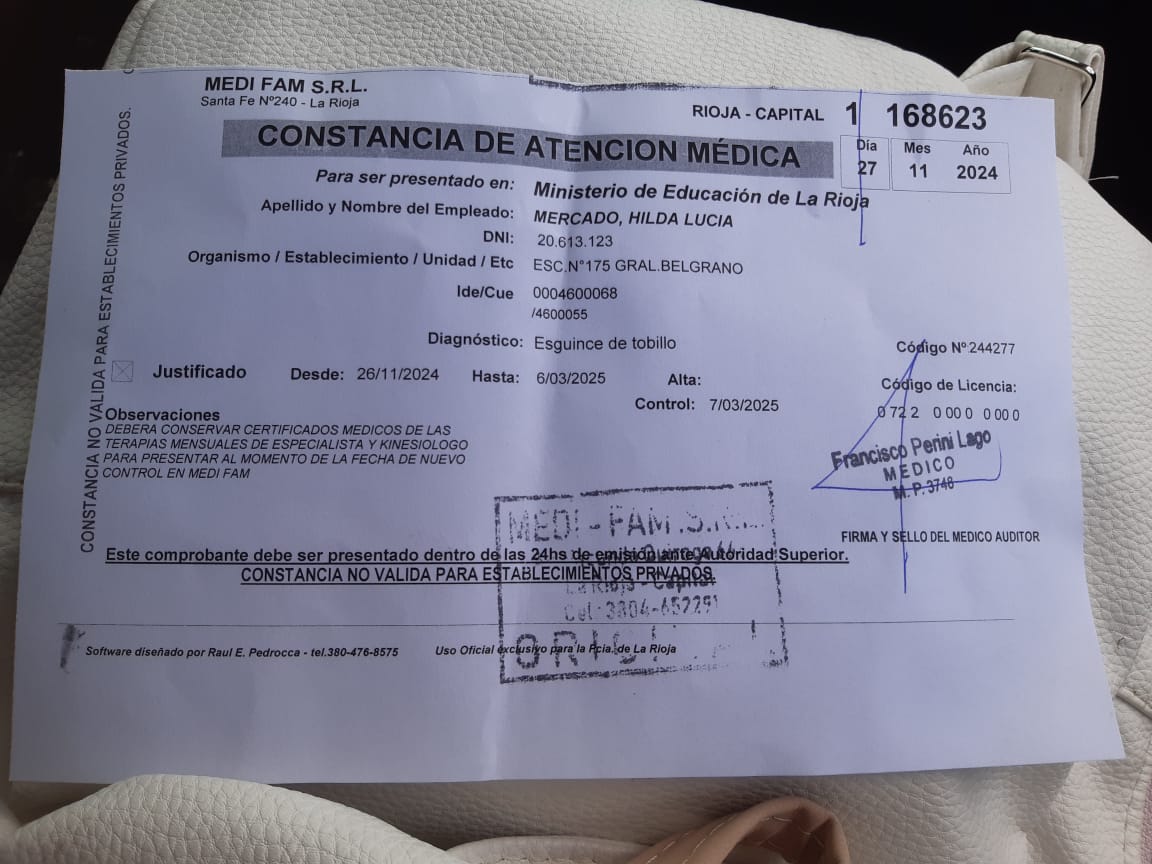 MEDI FAM S.R.L.
Santa Fe Nº240 - La Rioja
RIOJA - CAPITAL 1 168623
CONSTANCIA DE ATENCION MÉDICA
Día Mes Año
27 11 2024
Para ser presentado en: Ministerio de Educación de La Rioja
Apellido y Nombre del Empleado: MERCADO, HILDA LUCIA
DNI: 20.613.123
Organismo / Establecimiento / Unidad / Etc ESC.N°175 GRAL.BELGRANO
Ide/Cue 0004600068
/4600055
Diagnóstico: Esguince de tobillo
Código Nº 244277
Justificado Desde: 26/11/2024 Hasta: 6/03/2025 Alta:
Código de Licencia:
Control: 7/03/2025
0722 0000 0000
Observaciones
DEBERA CONSERVAR CERTIFICADOS MEDICOS DE LAS
TERAPIAS MENSUALES DE ESPECIALISTA Y KINESIOLOGO
PARA PRESENTAR AL MOMENTO DE LA FECHA DE NUEVO
CONTROL EN MEDI FAM
Francisco Perini Lago
MEDICO
M.P. 3748
FIRMA Y SELLO DEL MEDICO AUDITOR
MEDI - FAM.S.R.L.
Este comprobante debe ser presentado dentro de las 24hs de emisión ante Autoridad Superior.
CONSTANCIA NO VALIDA PARA ESTABLECIMIENTOS PRIVADOS.
La Rioja - Capital
Cel: 3804-652291
Software diseñado por Raul E. Pedrocca - tel.380-476-8575 Uso Oficial exclusivo para la Pcia. de La Rioja
CONSTANCIA NO VALIDA PARA ESTABLECIMIENTOS PRIVADOS.